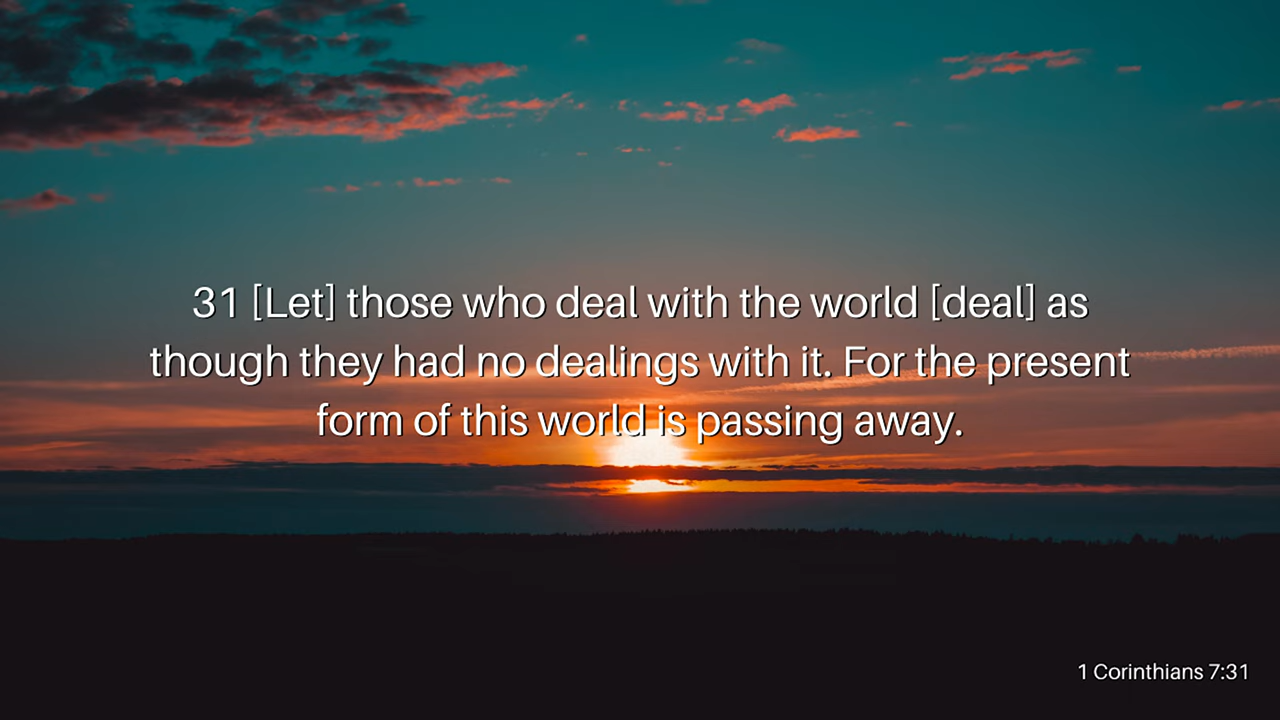 31 [Let] those who deal with the world [deal] as
though they had no dealings with it. For the present
form of this world is passing away.
1 Corinthians 7:31